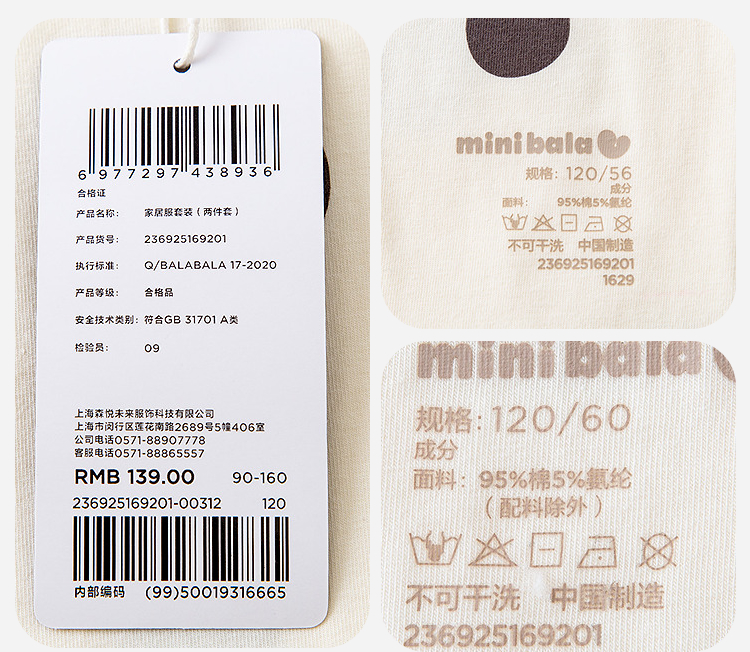 6 977297 438936
合格证
产品名称: 家居服套装（两件套）
产品货号: 236925169201
执行标准: Q/BALABALA 17-2020
产品等级: 合格品
安全技术类别: 符合GB 31701 A类
检验员: 09
上海森悦未来服饰科技有限公司
上海市闵行区莲花南路2689号5幢406室
公司电话0571-88907778
客服电话0571-88865557
RMB 139.00 90-160
236925169201-00312 120
内部编码 (99)50019316665
minibala
规格: 120/56
成分
面料: 95%棉5%氨纶
不可干洗 中国制造
236925169201
1629
mini bala
规格: 120/60
成分
面料: 95%棉5%氨纶
（配料除外）
不可干洗 中国制造
236925169201